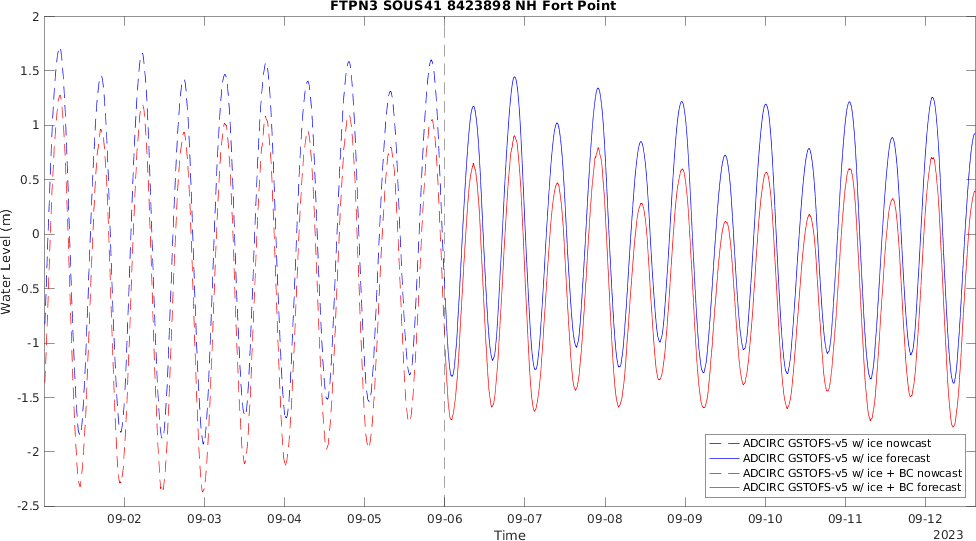 FTPN3 SOUS41 8423898 NH Fort Point
Water Level (m)
2
1.5
1
0.5
0
-0.5
-1
-1.5
-2
-2.5
ADCIRC GSTOFS-v5 w/ ice nowcast
ADCIRC GSTOFS-v5 w/ ice forecast
ADCIRC GSTOFS-v5 w/ ice + BC nowcast
ADCIRC GSTOFS-v5 w/ ice + BC forecast
09-02 09-03 09-04 09-05 09-06 09-07 09-08 09-09 09-10 09-11 09-12
Time
2023